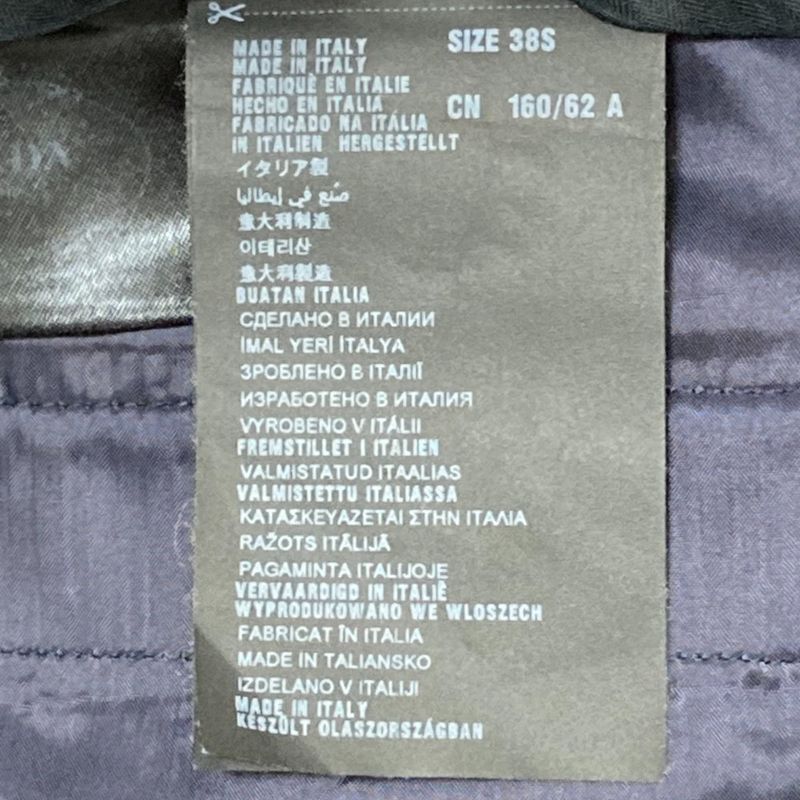 MADE IN ITALY
MADE IN ITALY
FABRIQUÈ EN ITALIE
HECHO EN ITALIA
FABRICADO NA ITÁLIA
IN ITALIEN HERGESTELLT
イタリア製
صنع في إيطاليا
意大利制造
이태리산
意大利製造
BUATAN ITALIA
СДЕЛАНО В ИТАЛИИ
İMAL YERİ İTALYA
ЗРОБЛЕНО В ІТАЛІЇ
ИЗРАБОТЕНО В ИТАЛИЯ
VYROBENO V ITÁLII
FREMSTILLET I ITALIEN
VALMISTATUD ITAALIAS
VALMISTETTU ITALIASSA
ΚΑΤΑΣΚΕΥΑΖΕΤΑΙ ΣΤΗΝ ΙΤΑΛΙΑ
RAŽOTS ITĀLIJĀ
PAGAMINTA ITALIJOJE
VERVAARDIGD IN ITALIË
WYPRODUKOWANO WE WLOSZECH
FABRICAT ÎN ITALIA
MADE IN TALIANSKO
IZDELANO V ITALIJI
MADE IN ITALY
KÉSZÜLT OLASZORSZÁGBAN
SIZE 38S
CN 160/62 A